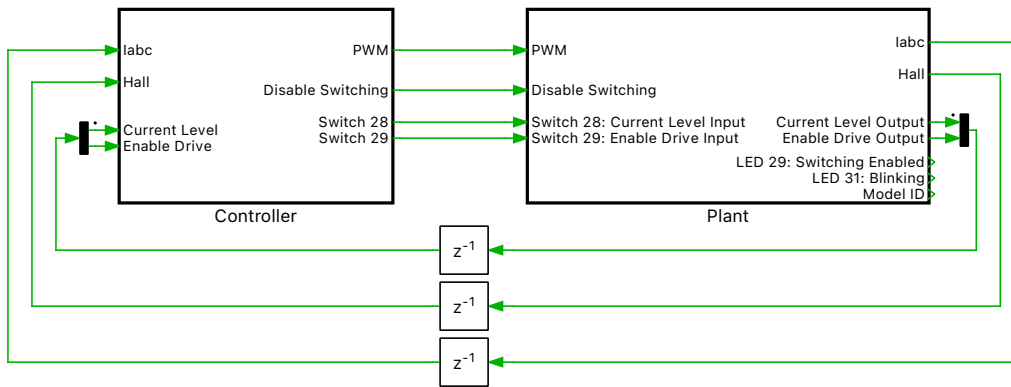 Iabc
Hall
Current Level
Enable Drive
PWM
Disable Switching
Switch 28
Switch 29
Controller
PWM
Disable Switching
Switch 28: Current Level Input
Switch 29: Enable Drive Input
Iabc
Hall
Current Level Output
Enable Drive Output
LED 29: Switching Enabled
LED 31: Blinking
Model ID
Plant
z⁻¹
z⁻¹
z⁻¹